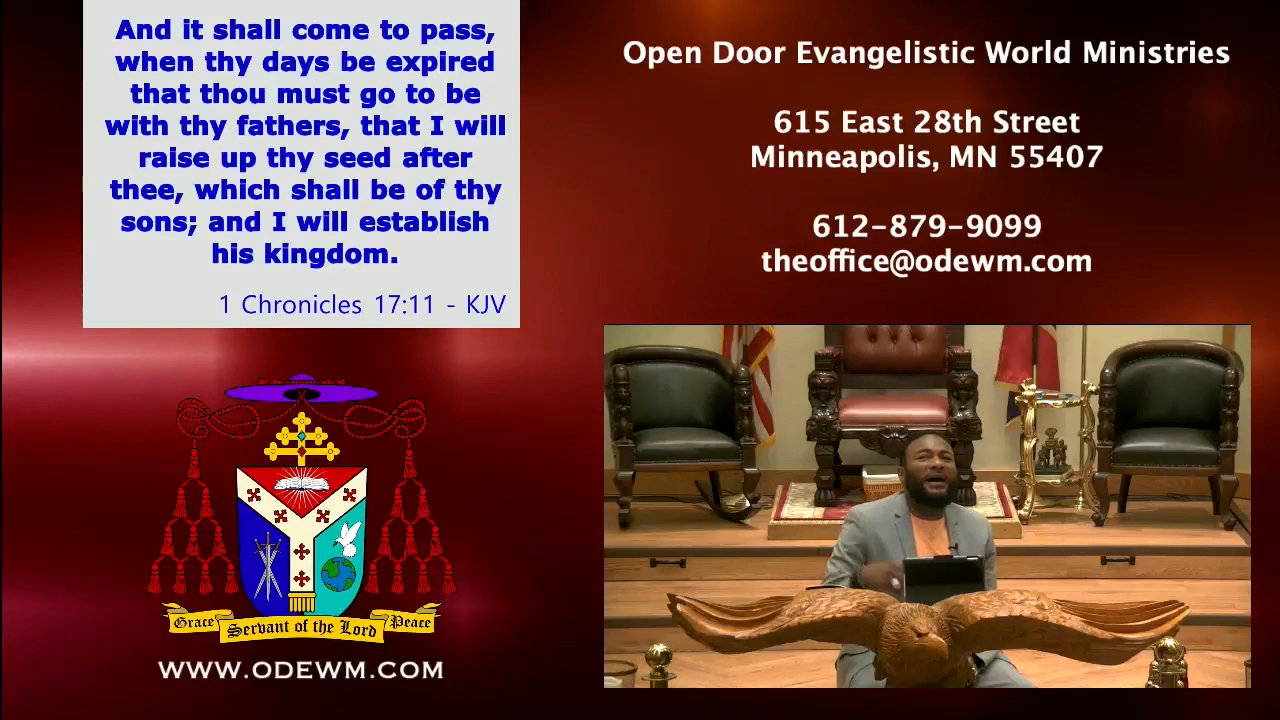 And it shall come to pass,
when thy days be expired
that thou must go to be
with thy fathers, that I will
raise up thy seed after
thee, which shall be of thy
sons; and I will establish
his kingdom.
1 Chronicles 17:11 - KJV
Open Door Evangelistic World Ministries
615 East 28th Street
Minneapolis, MN 55407
612-879-9099
theoffice@odewm.com
Grace
Servant of the Lord
Peace
WWW.ODEWM.COM